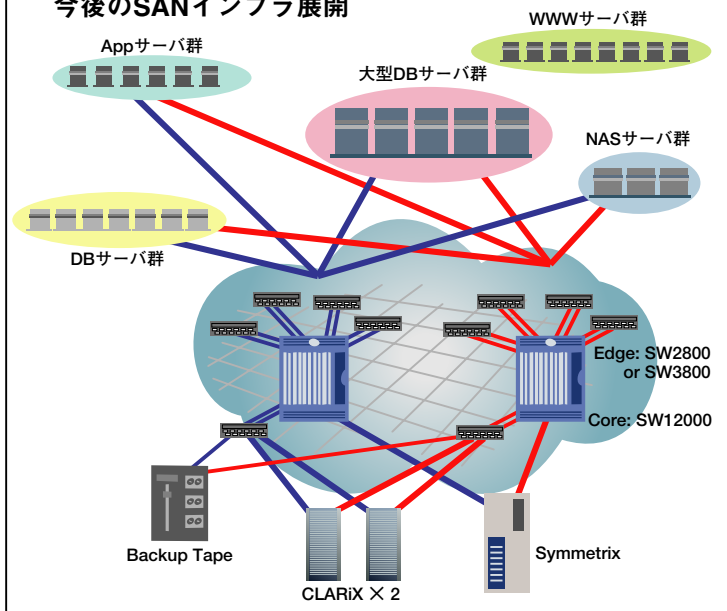 今後のSANインフラ展開
WWWサーバ群
Appサーバ群
大型DBサーバ群
NASサーバ群
DBサーバ群
Edge: SW2800
or SW3800
Core: SW12000
Backup Tape
Symmetrix
CLARiX × 2